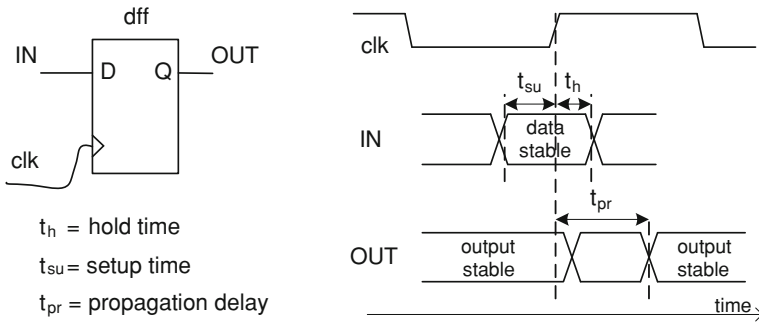 dff
IN
D
Q
OUT
clk
t_h = hold time
t_su = setup time
t_pr = propagation delay
clk
t_su
t_h
IN
data
stable
t_pr
OUT
output
stable
output
stable
time